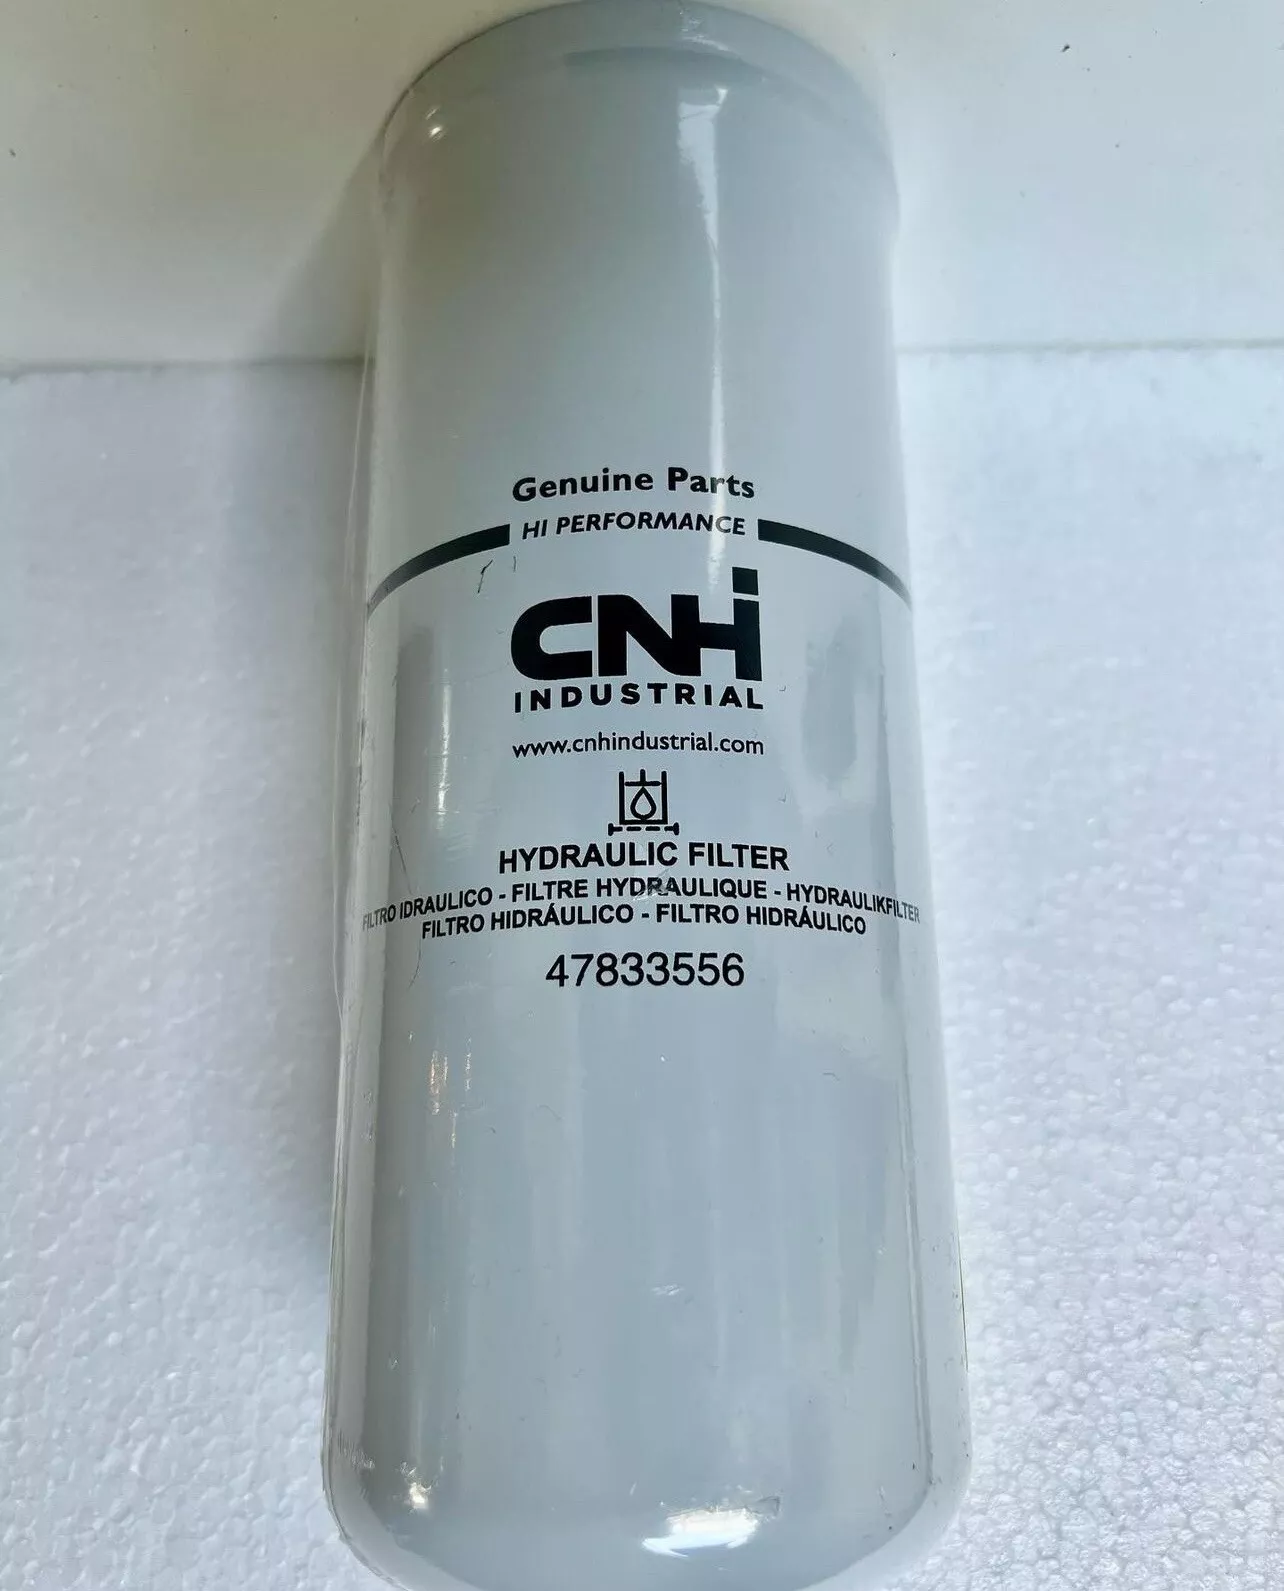 Genuine Parts
HI PERFORMANCE
CNH
INDUSTRIAL
www.cnhindustrial.com
HYDRAULIC FILTER
FILTRO IDRAULICO - FILTRE HYDRAULIQUE - HYDRAULIKFILTER
FILTRO HIDRÁULICO - FILTRO HIDRÁULICO
47833556